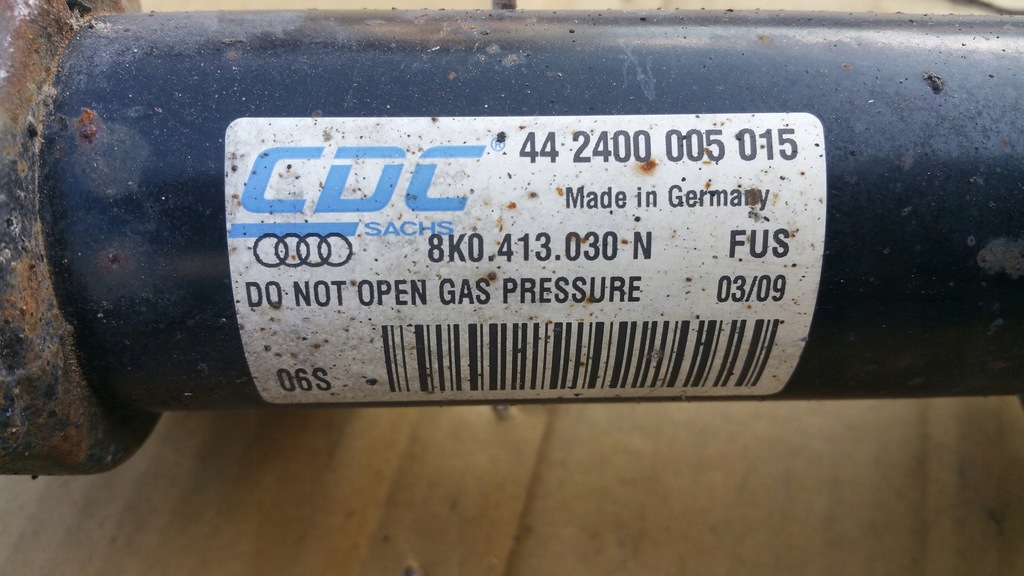 CDC® 44 2400 005 015
Made in Germany
SACHS
8K0.413.030 N FUS
DO NOT OPEN GAS PRESSURE 03/09
06S